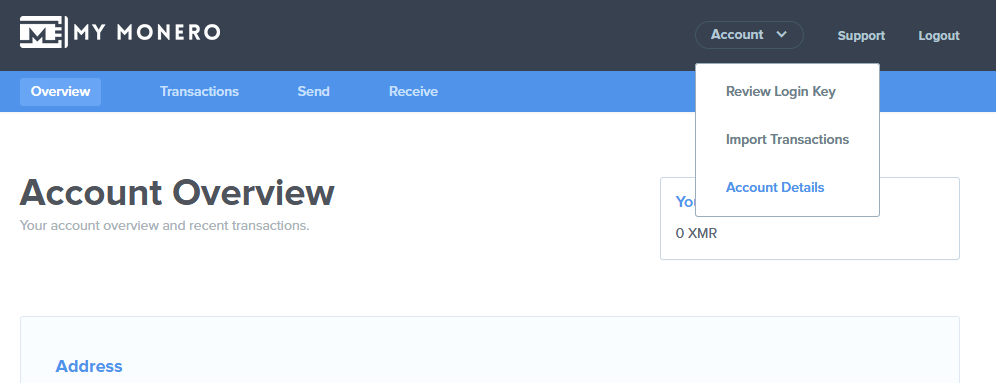 MY MONERO
Account
Support
Logout
Overview
Transactions
Send
Receive
Review Login Key
Import Transactions
Account Details
Account Overview
Your account overview and recent transactions.
0 XMR
Address